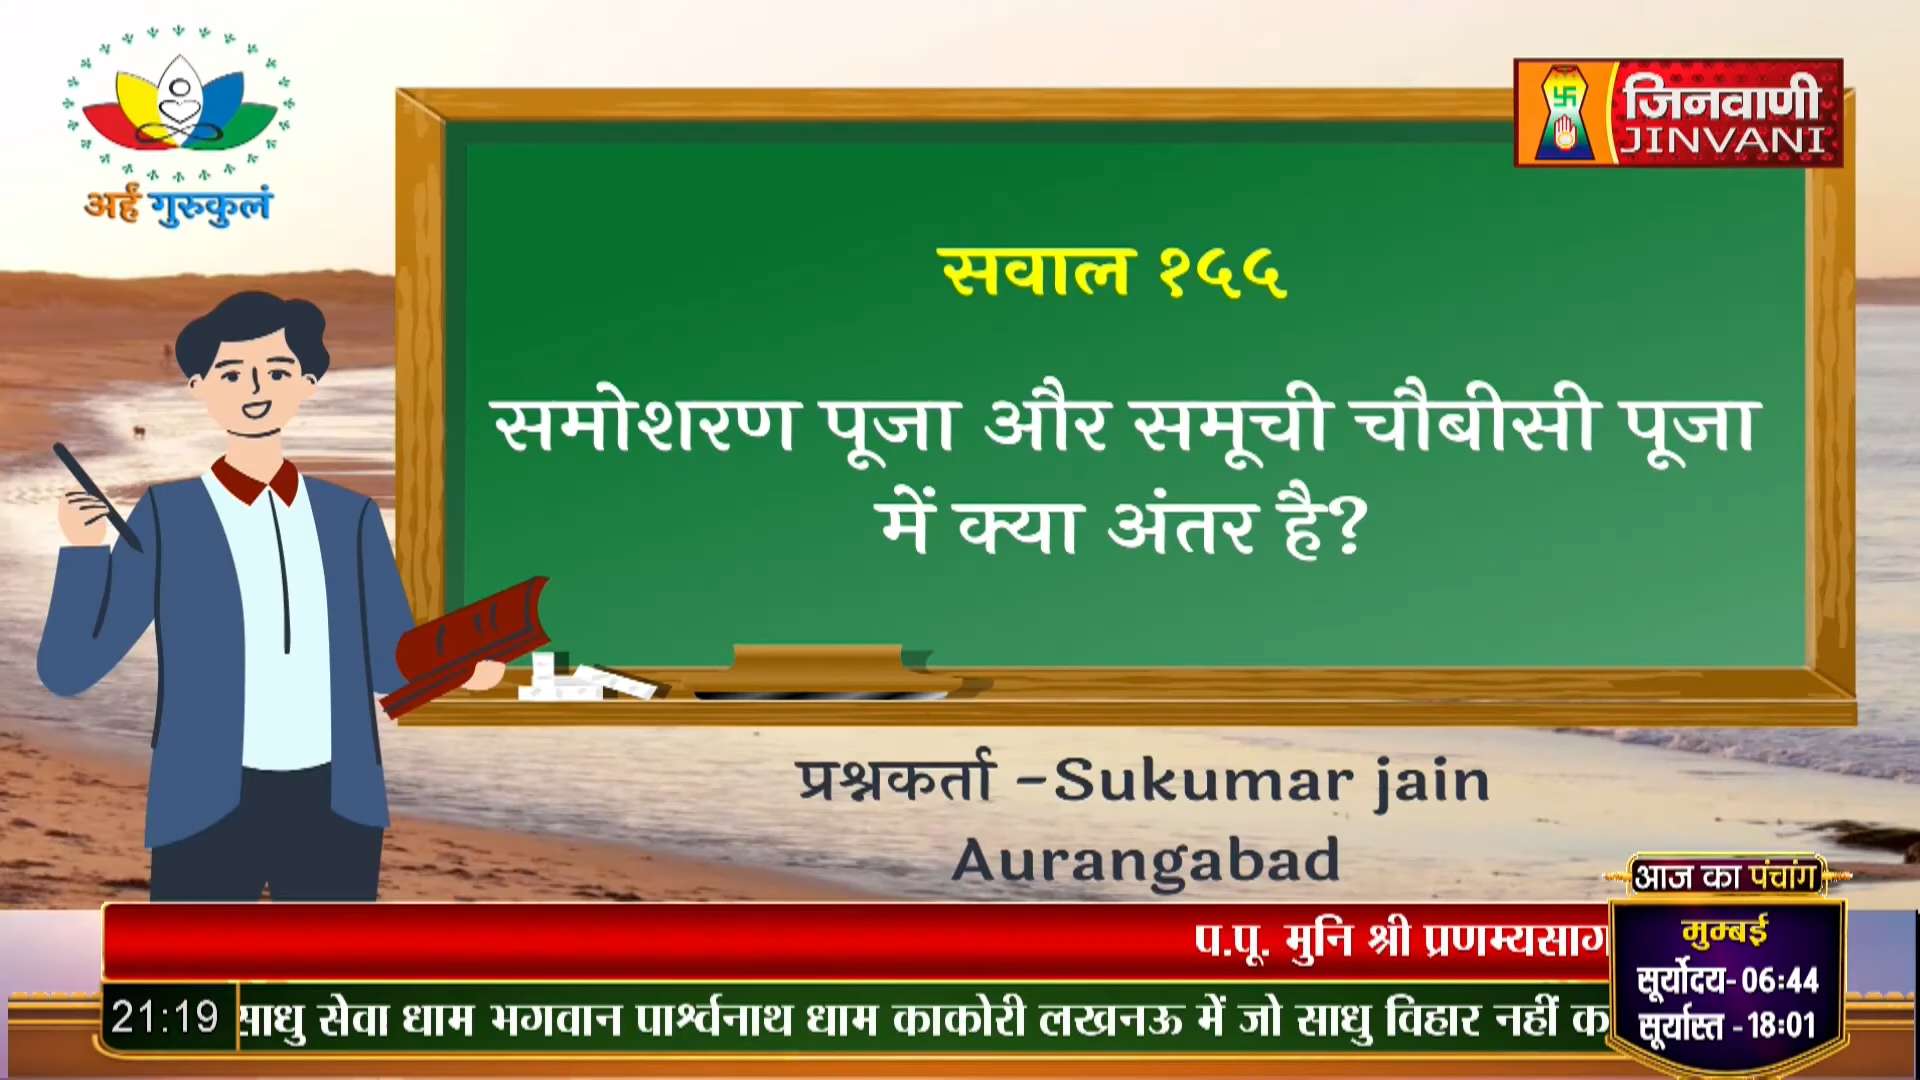 अर्हं गुरुकुलं
जिनवाणी
JINVANI
सवाल १५५
समोशरण पूजा और समूची चौबीसी पूजा
में क्या अंतर है?
प्रश्नकर्ता -Sukumar jain
Aurangabad
आज का पंचांग
मुम्बई
सूर्योदय- 06:44
सूर्यास्त - 18:01
प.पू. मुनि श्री प्रणम्यसाग
21:19 साधु सेवा धाम भगवान पार्श्वनाथ धाम काकोरी लखनऊ में जो साधु विहार नहीं क